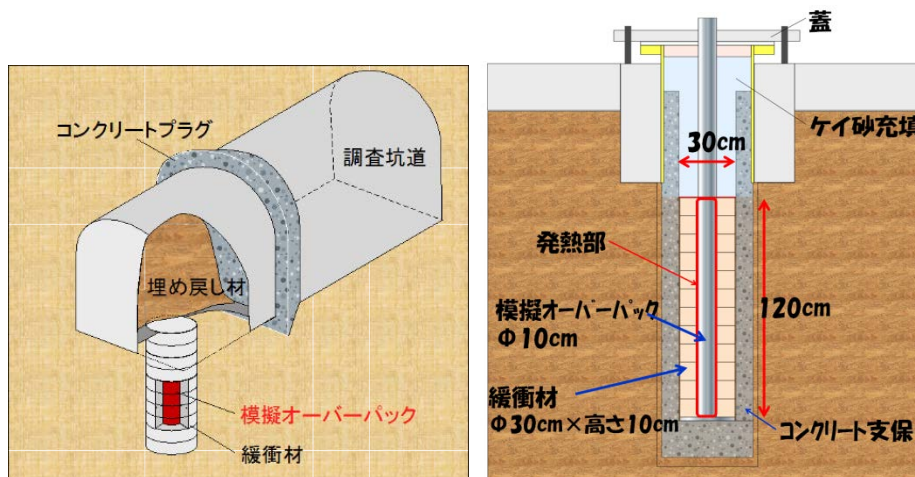 コンクリートプラグ
調査坑道
埋め戻し材
模擬オーバーパック
緩衝材
蓋
ケイ砂充填
30cm
発熱部
120cm
模擬オーバーパック
Φ10cm
緩衝材
Φ30cm×高さ10cm
コンクリート支保